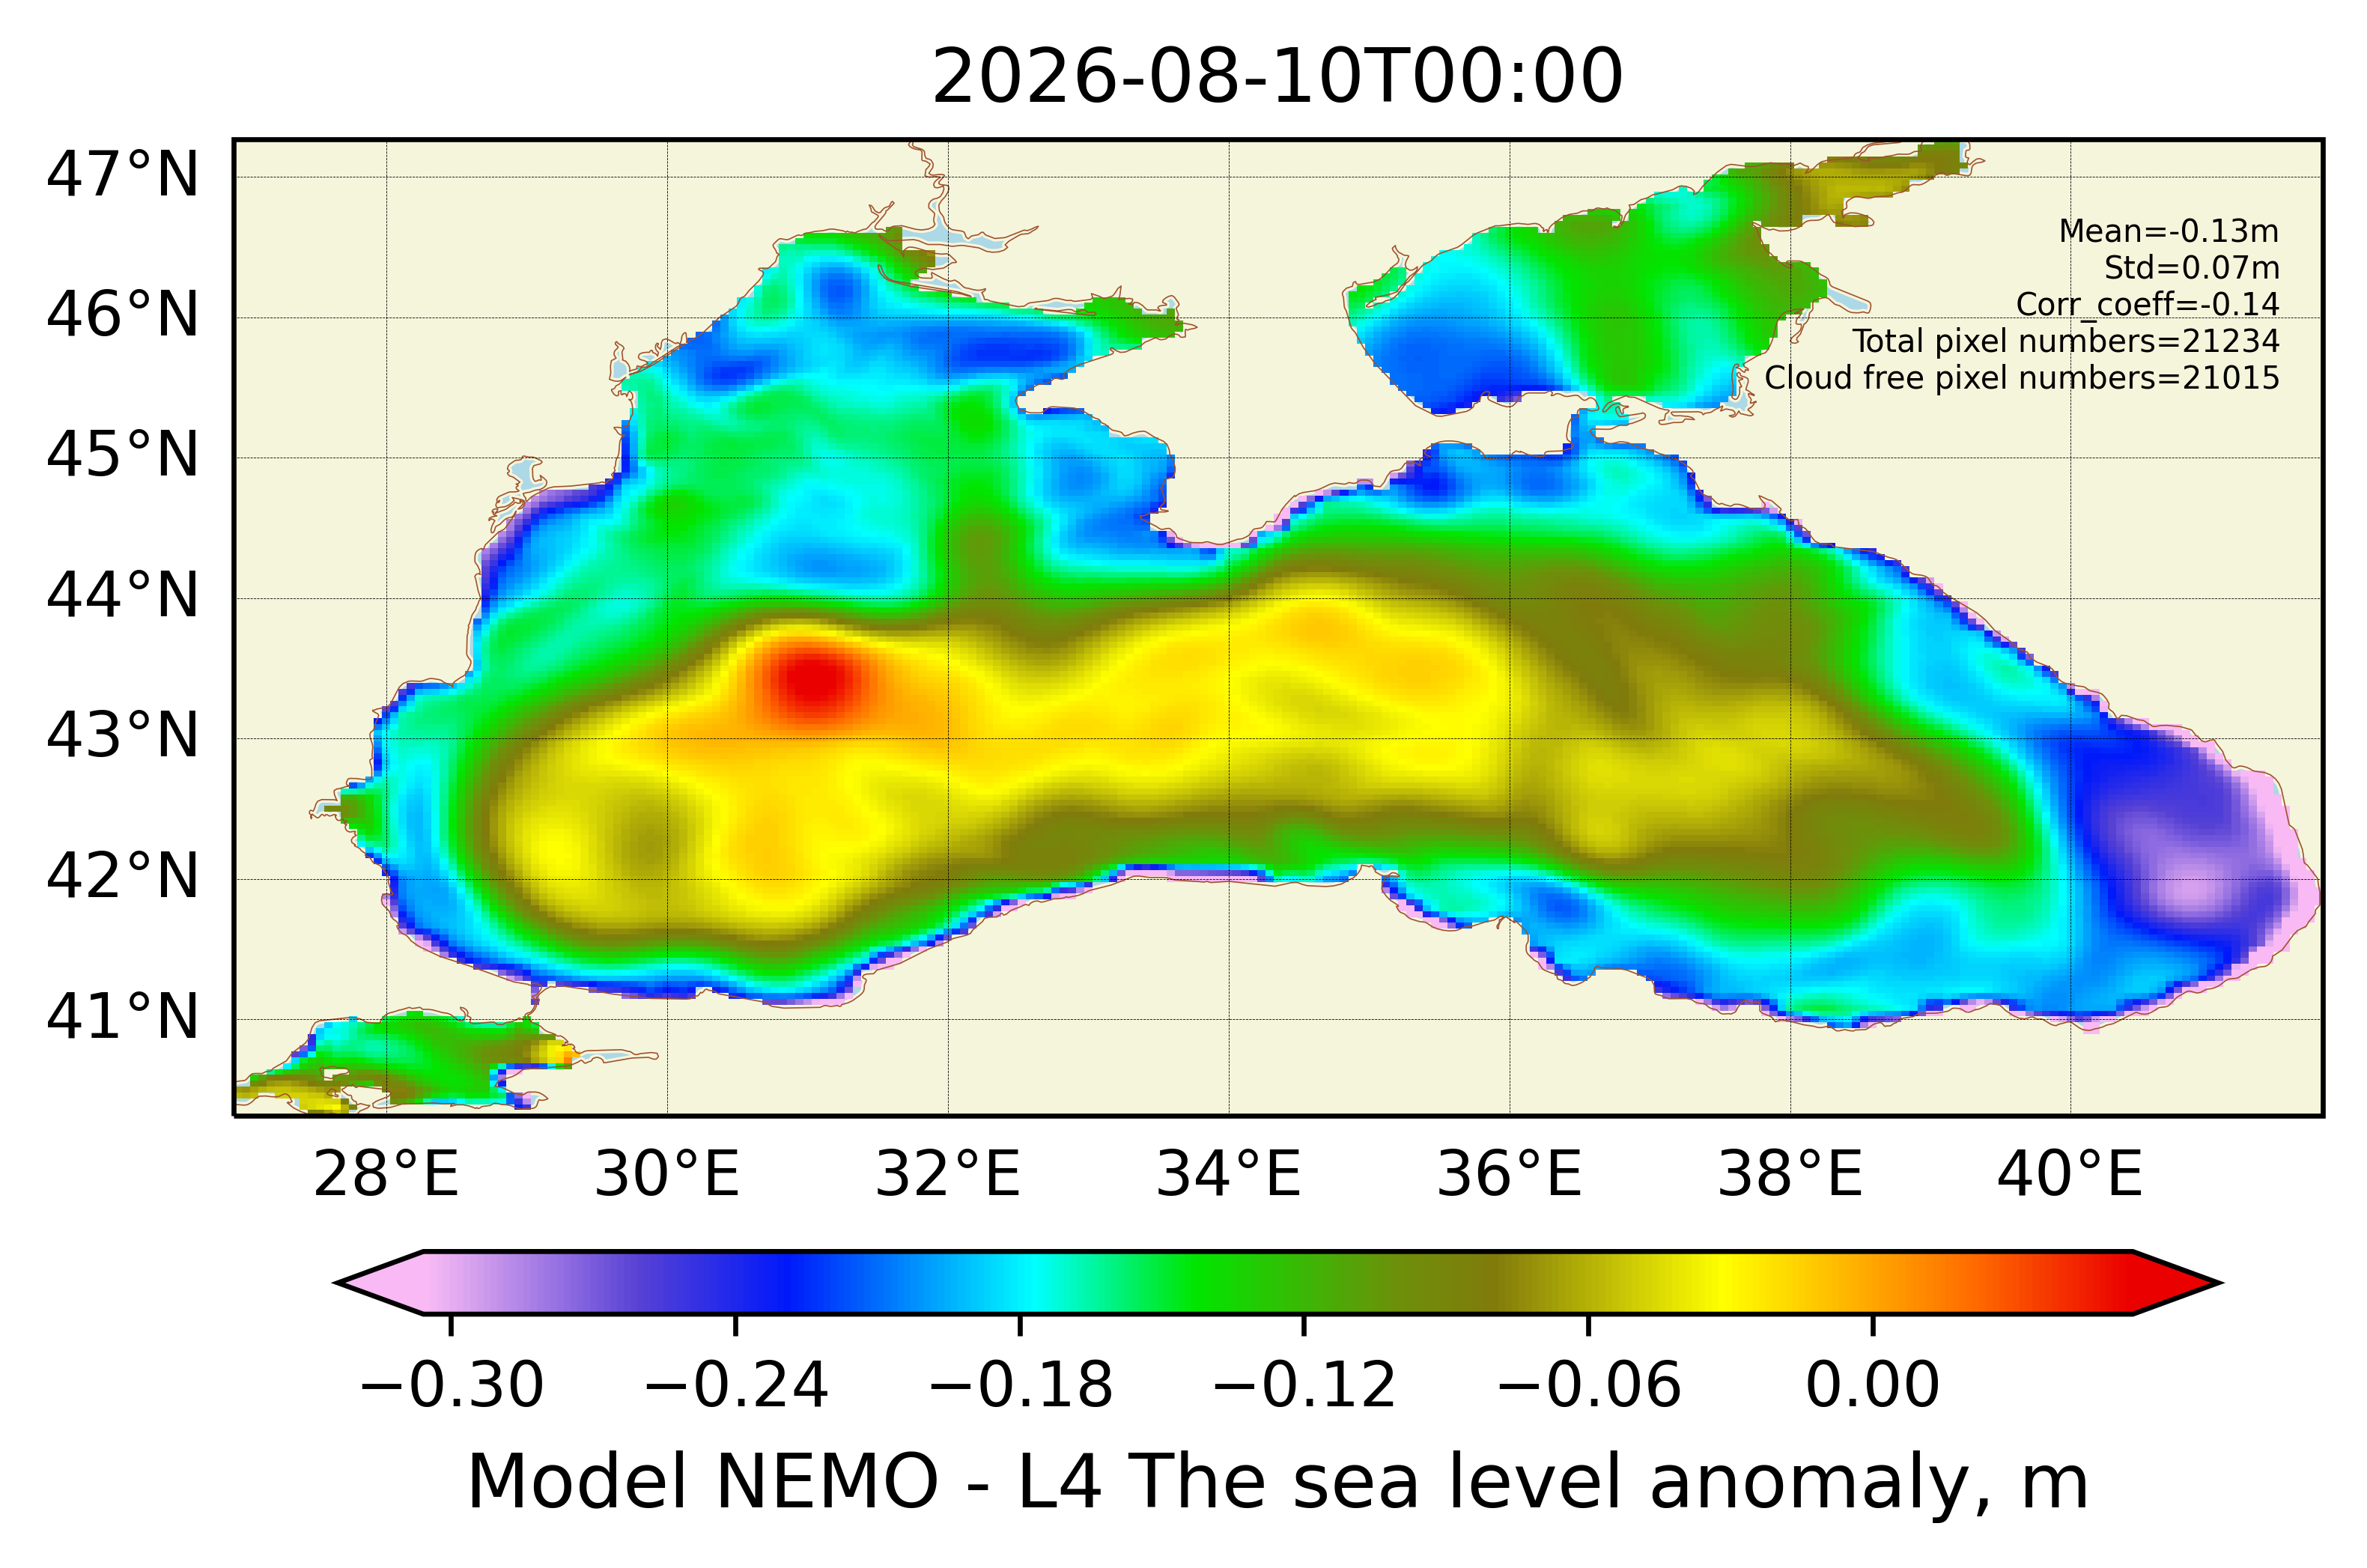 2026-08-10T00:00
47°N
46°N
45°N
44°N
43°N
42°N
41°N
Mean=-0.13m
Std=0.07m
Corr_coeff=-0.14
Total pixel numbers=21234
Cloud free pixel numbers=21015
28°E 30°E 32°E 34°E 36°E 38°E 40°E
−0.30 −0.24 −0.18 −0.12 −0.06 0.00
Model NEMO - L4 The sea level anomaly, m